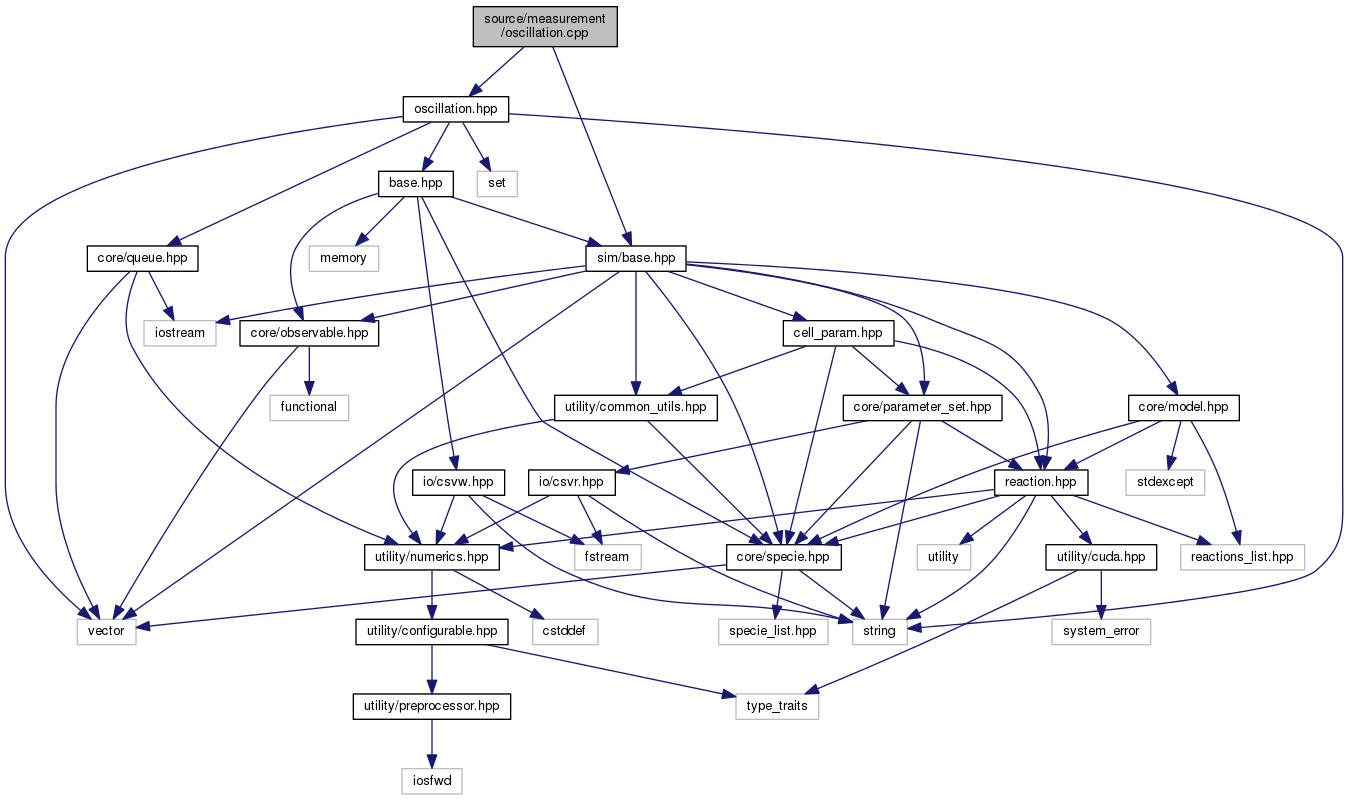 source/measurement
/oscillation.cpp
oscillation.hpp
base.hpp
set
core/queue.hpp
memory
sim/base.hpp
iostream
core/observable.hpp
cell_param.hpp
functional
utility/common_utils.hpp
core/parameter_set.hpp
core/model.hpp
io/csvw.hpp
io/csvr.hpp
reaction.hpp
stdexcept
utility/numerics.hpp
fstream
core/specie.hpp
utility
utility/cuda.hpp
reactions_list.hpp
vector
utility/configurable.hpp
cstddef
specie_list.hpp
string
system_error
utility/preprocessor.hpp
type_traits
iosfwd